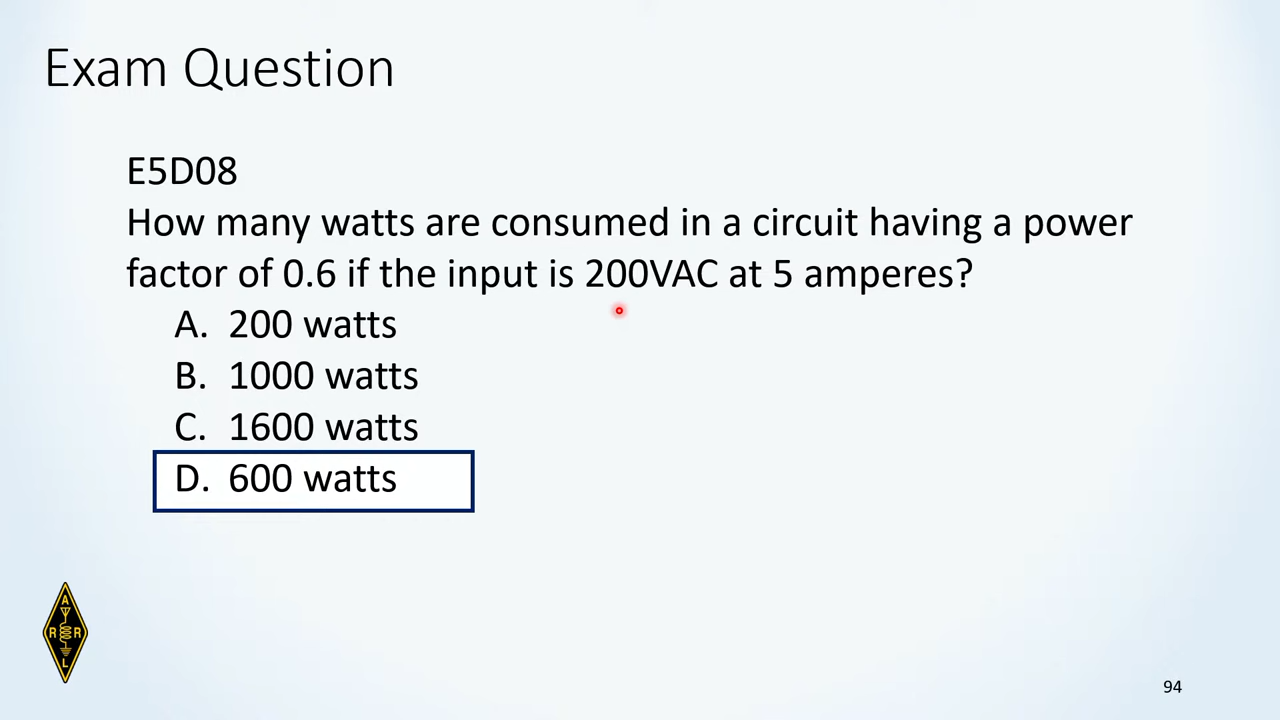 Exam Question
E5D08
How many watts are consumed in a circuit having a power
factor of 0.6 if the input is 200VAC at 5 amperes?
A. 200 watts
B. 1000 watts
C. 1600 watts
D. 600 watts
A
R R
L
94